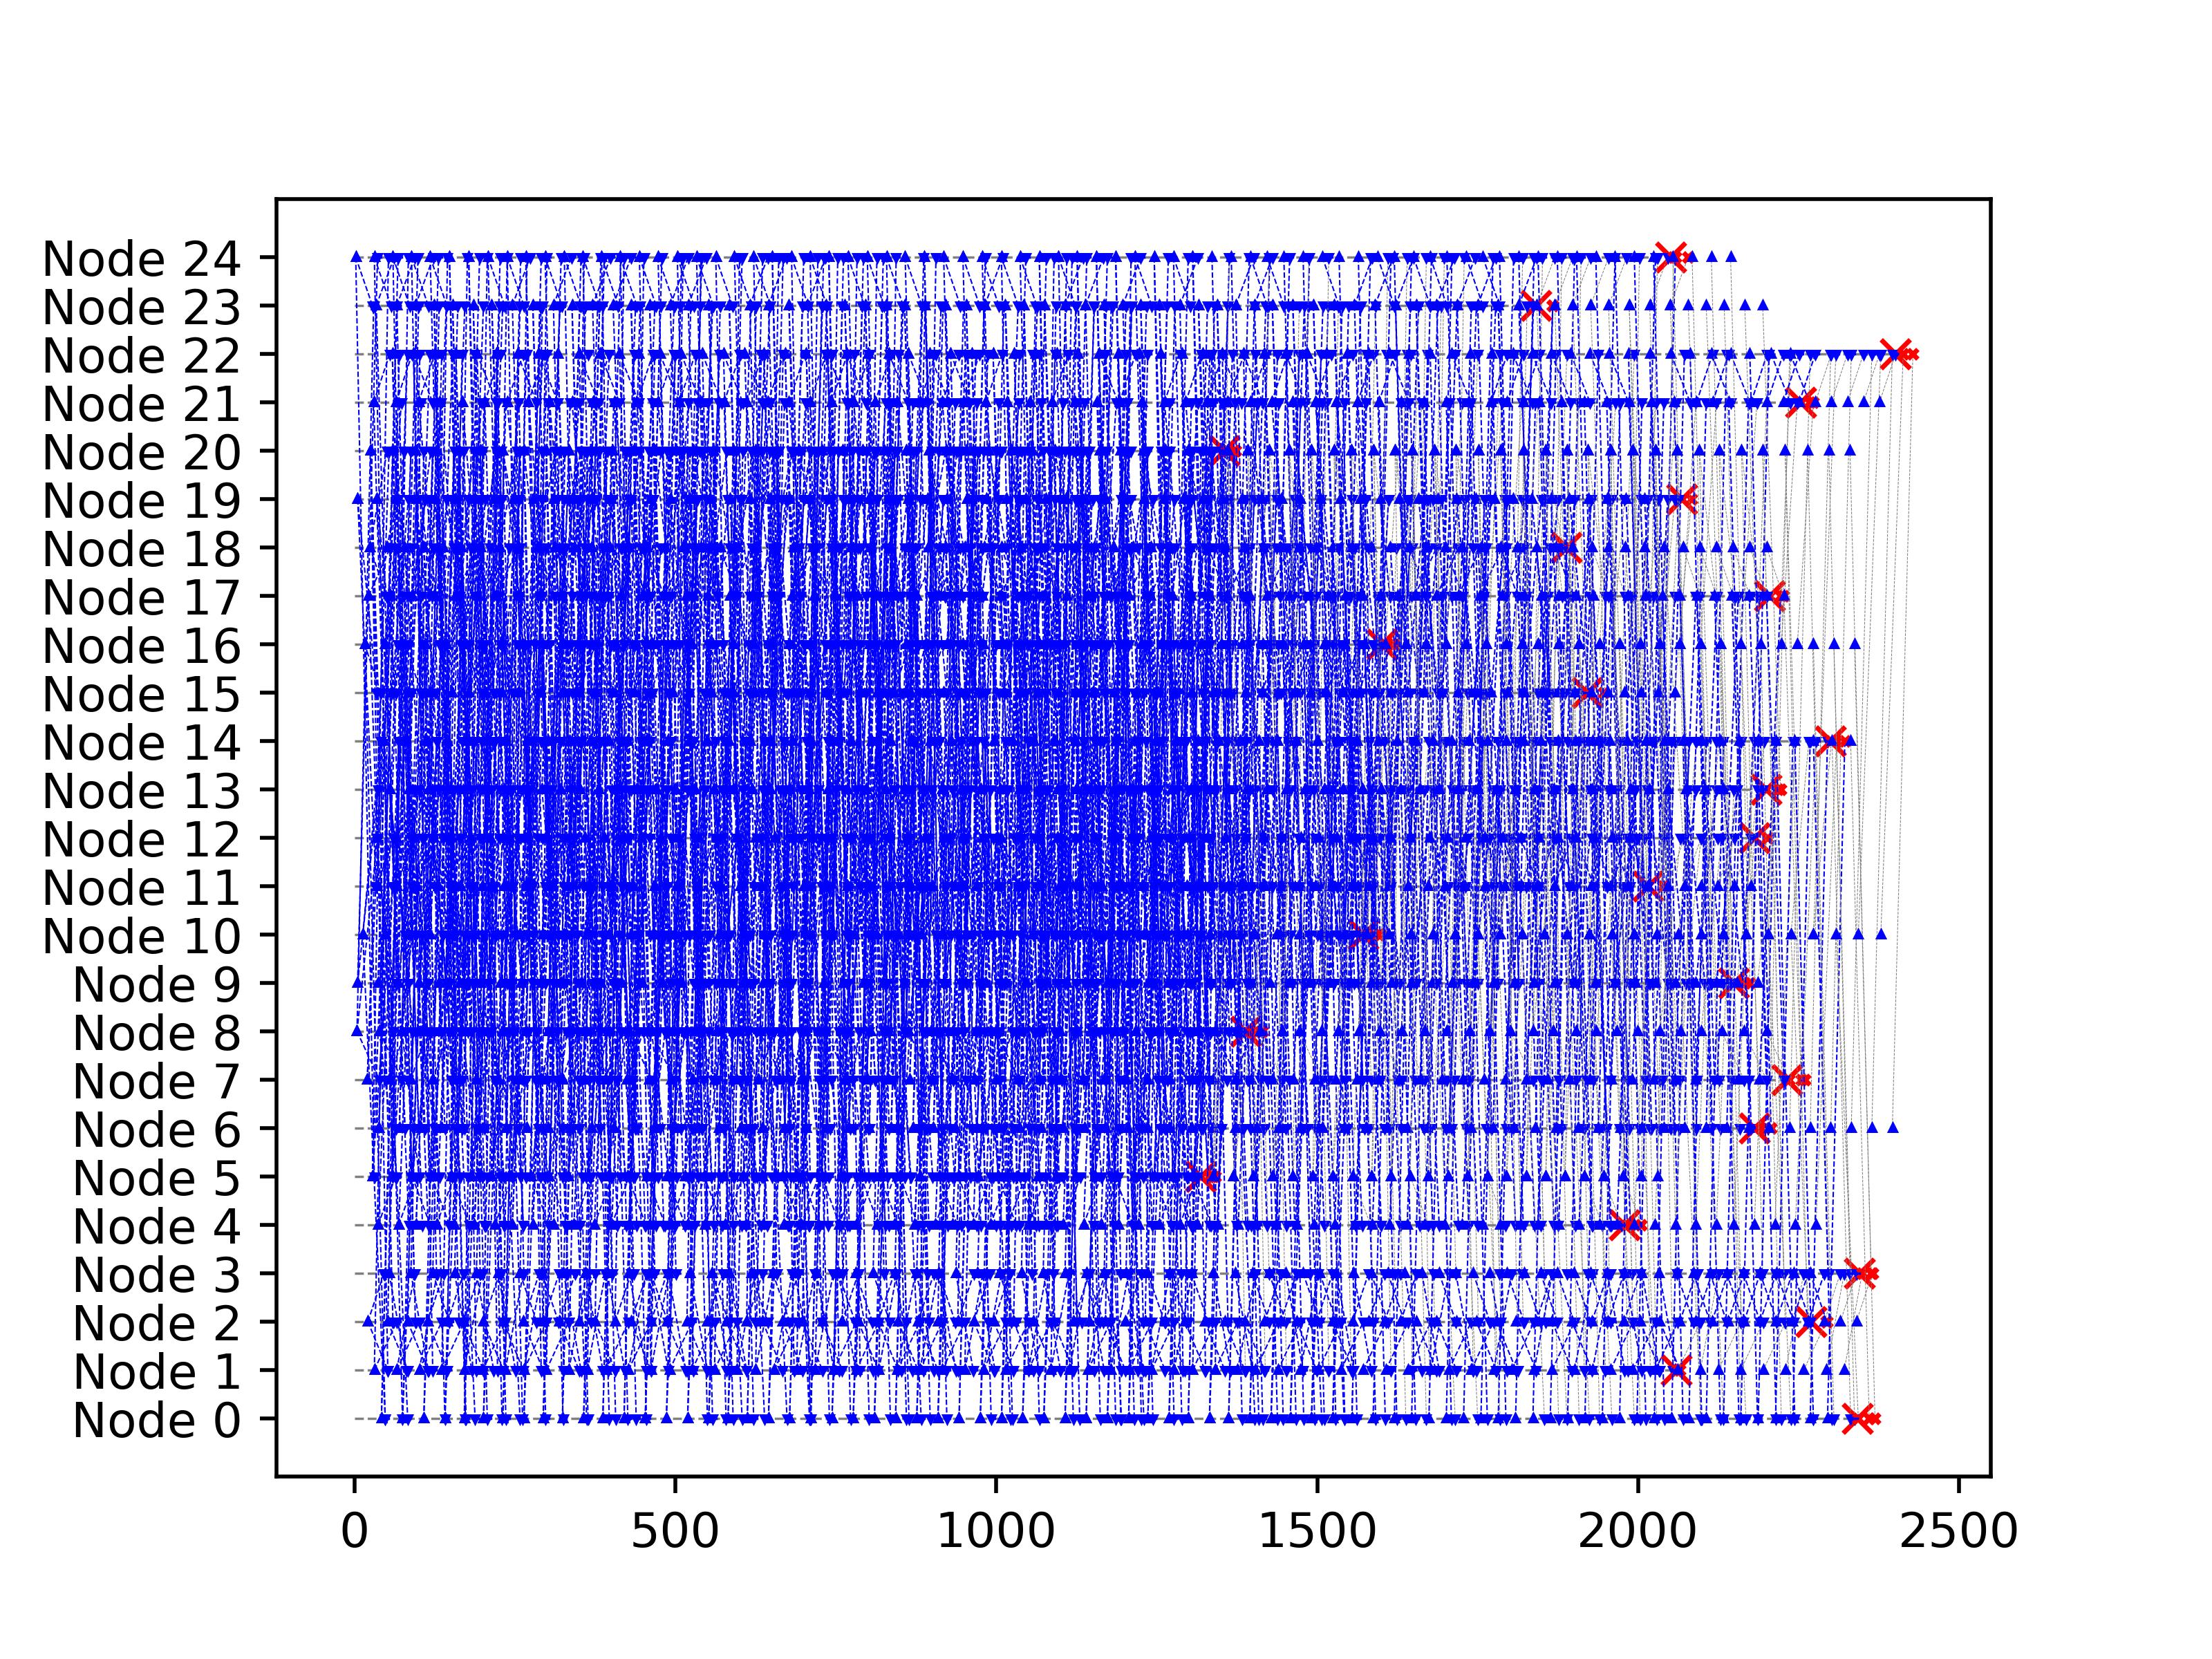 Node 24
Node 23
Node 22
Node 21
Node 20
Node 19
Node 18
Node 17
Node 16
Node 15
Node 14
Node 13
Node 12
Node 11
Node 10
Node 9
Node 8
Node 7
Node 6
Node 5
Node 4
Node 3
Node 2
Node 1
Node 0
0 500 1000 1500 2000 2500